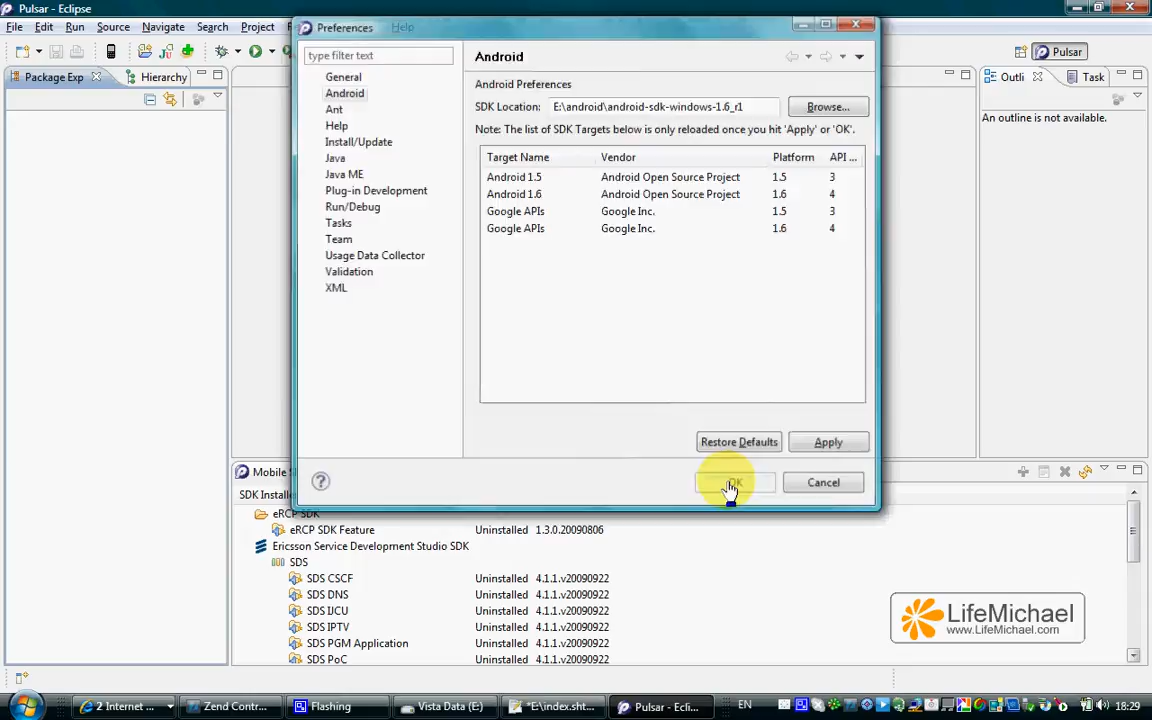 Pulsar - Eclipse
File Edit Run Source Navigate Search Project
Preferences Help
Pulsar
Package Exp
Hierarchy
Outli
Task
An outline is not available.
type filter text
General
Android
Ant
Help
Install/Update
Java
Java ME
Plug-in Development
Run/Debug
Tasks
Team
Usage Data Collector
Validation
XML
Android
Android Preferences
SDK Location: E:\android\android-sdk-windows-1.6_r1 Browse...
Note: The list of SDK Targets below is only reloaded once you hit 'Apply' or 'OK'.
Target Name Vendor Platform API ...
Android 1.5 Android Open Source Project 1.5 3
Android 1.6 Android Open Source Project 1.6 4
Google APIs Google Inc. 1.5 3
Google APIs Google Inc. 1.6 4
Restore Defaults Apply
OK Cancel
Mobile S
SDK Installe
eRCP SDK
eRCP SDK Feature Uninstalled 1.3.0.20090806
Ericsson Service Development Studio SDK
SDS
SDS CSCF Uninstalled 4.1.1.v20090922
SDS DNS Uninstalled 4.1.1.v20090922
SDS IJCU Uninstalled 4.1.1.v20090922
SDS IPTV Uninstalled 4.1.1.v20090922
SDS PGM Application Uninstalled 4.1.1.v20090922
SDS PoC Uninstalled 4.1.1.v20090922
LifeMichael
www.LifeMichael.com
2 Internet ... Zend Contr... Flashing Vista Data (E:) *E:\index.sht... Pulsar - Ecli... EN 18:29